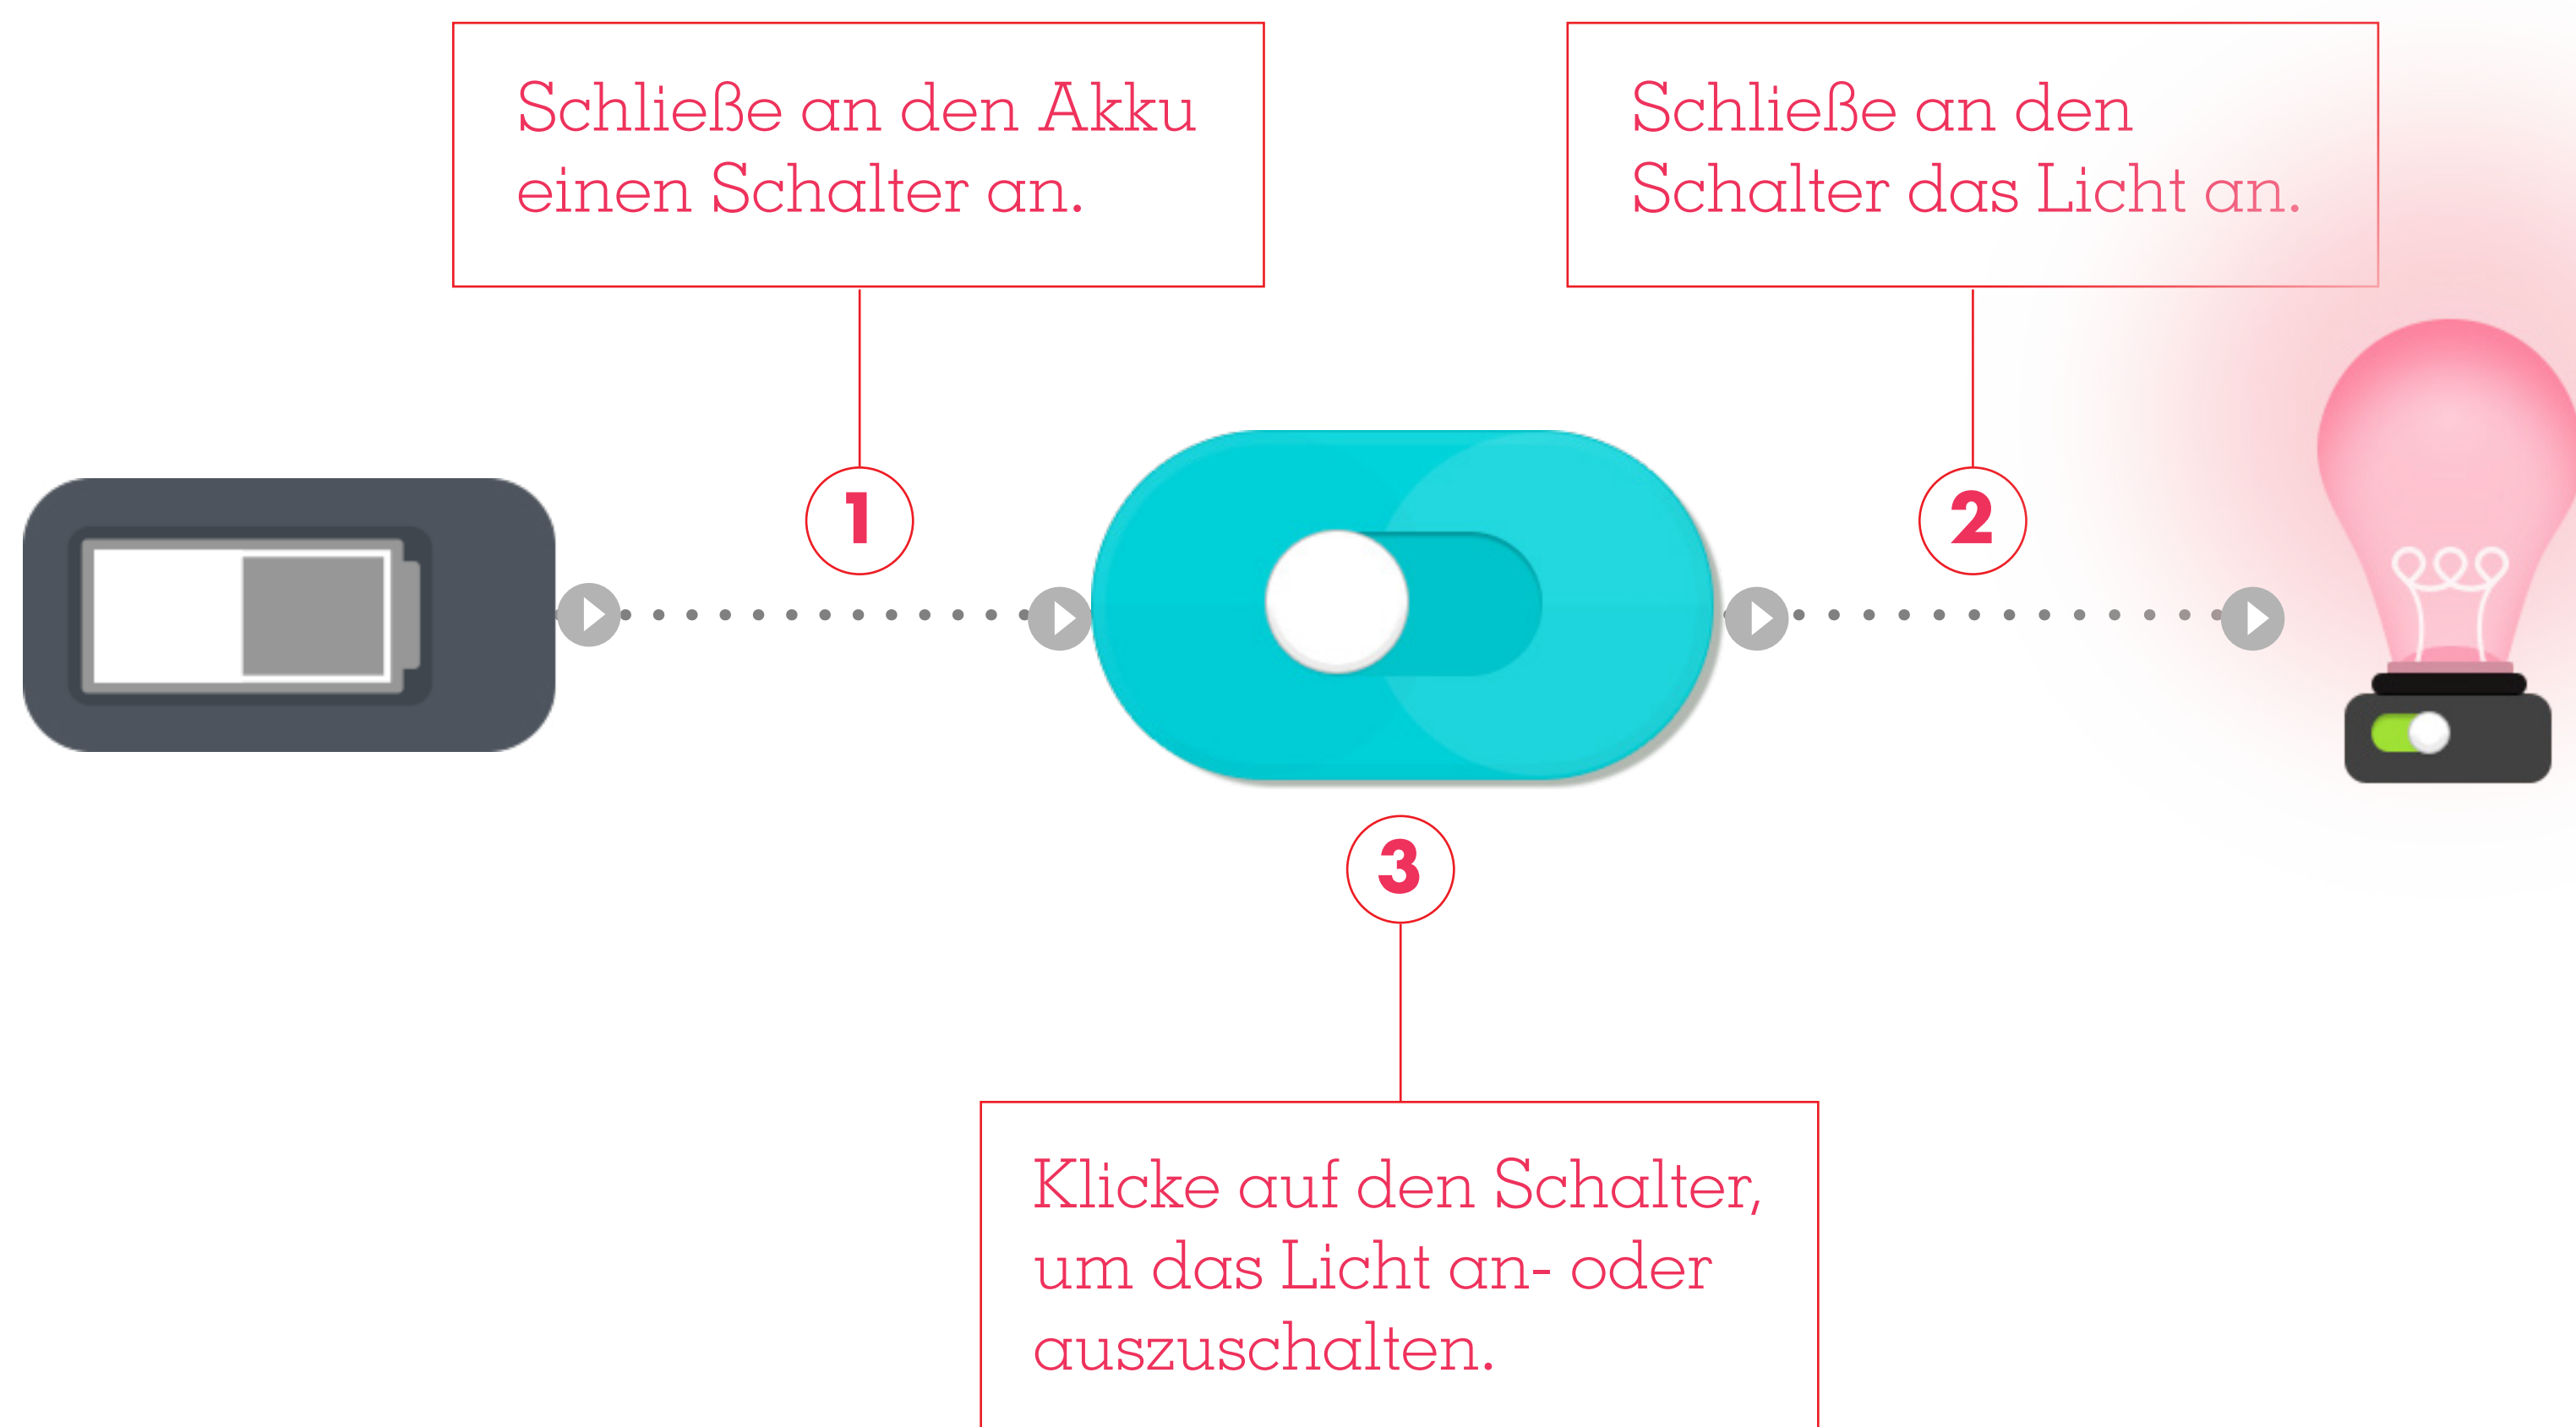 Schließe an den Akku
einen Schalter an.
Schließe an den
Schalter das Licht an.
1
2
3
Klicke auf den Schalter,
um das Licht an- oder
auszuschalten.